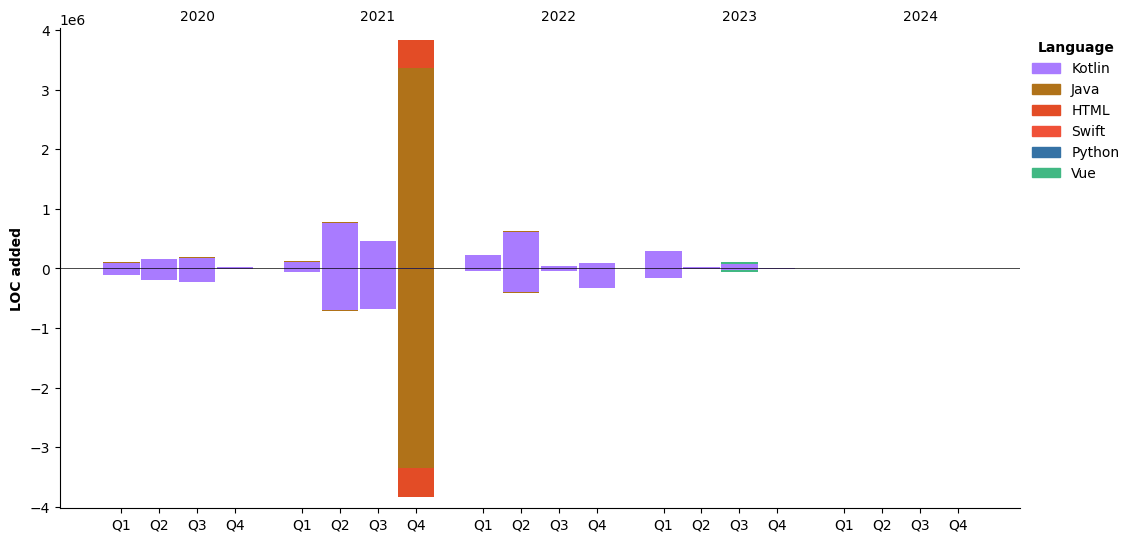 2020 2021 2022 2023 2024
1e6
4
3
2
1
0
−1
−2
−3
−4
LOC added
Q1 Q2 Q3 Q4 Q1 Q2 Q3 Q4 Q1 Q2 Q3 Q4 Q1 Q2 Q3 Q4 Q1 Q2 Q3 Q4
Language
Kotlin
Java
HTML
Swift
Python
Vue